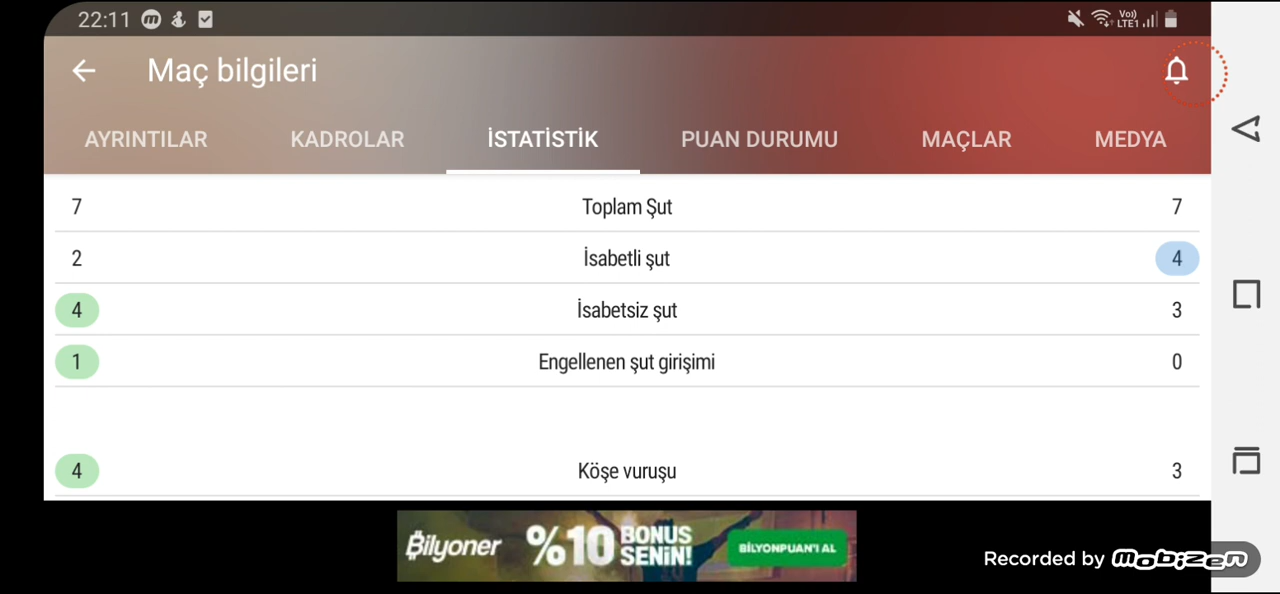 22:11
Vo))
LTE1
Maç bilgileri
AYRINTILAR KADROLAR İSTATİSTİK PUAN DURUMU MAÇLAR MEDYA
7 Toplam Şut 7
2 İsabetli şut 4
4 İsabetsiz şut 3
1 Engellenen şut girişimi 0
4 Köşe vuruşu 3
Bilyoner %10 BONUS SENİN! BİLYONPUAN'I AL
Recorded by mobizen